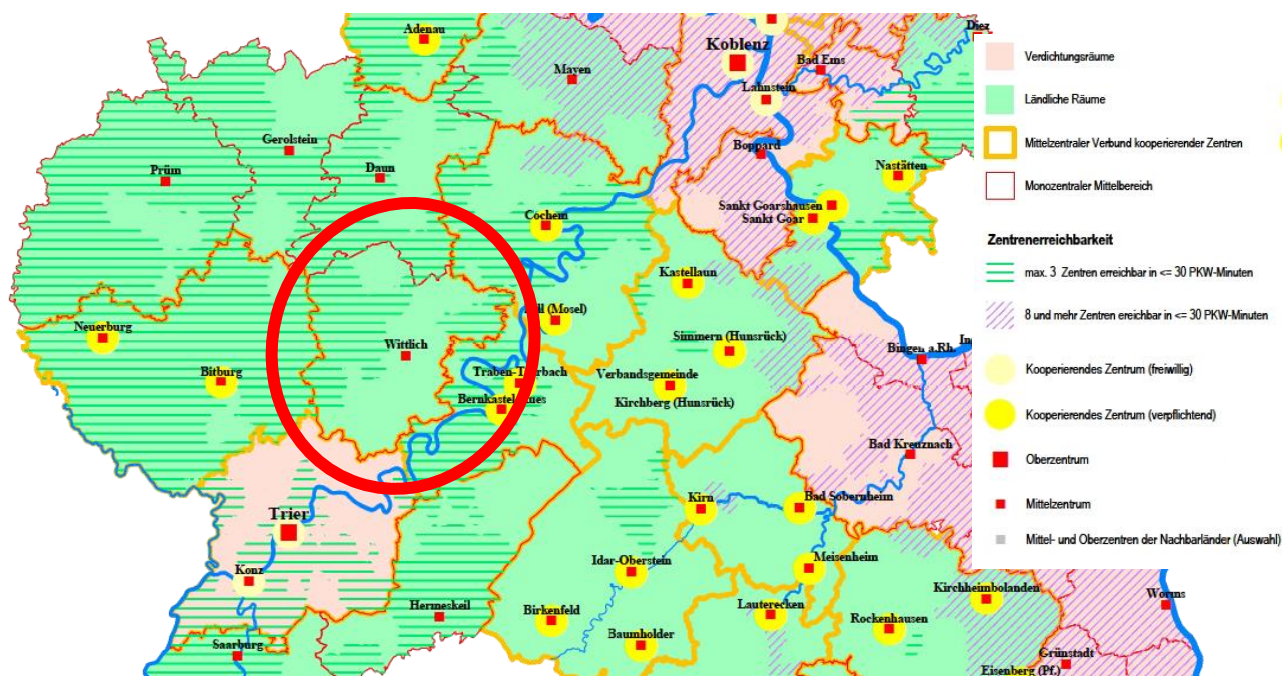 Adenau
Koblenz
Diez
Mayen
Bad Ems
Lahnstein
Gerolstein
Boppard
Prüm
Daun
Nastätten
Sankt Goarshausen
Sankt Goar
Cochem
Kastellaun
(Mosel)
Neuerburg
Simmern (Hunsrück)
Wittlich
Bingen a.Rh.
Bitburg
Verbandsgemeinde
Kirchberg (Hunsrück)
Bad Kreuznach
Trier
Kirn
Bad Sobernheim
Konz
Idar-Oberstein
Meisenheim
Kirchheimbolanden
Hermeskeil
Birkenfeld
Lauterecken
Worms
Baumholder
Rockenhausen
Saarburg
Grünstadt
Eisenberg (Pf.)
Verdichtungsräume
Ländliche Räume
Mittelzentraler Verbund kooperierender Zentren
Monozentraler Mittelbereich
Zentrenerreichbarkeit
max. 3 Zentren erreichbar in <= 30 PKW-Minuten
8 und mehr Zentren erreichbar in <= 30 PKW-Minuten
Kooperierendes Zentrum (freiwillig)
Kooperierendes Zentrum (verpflichtend)
Oberzentrum
Mittelzentrum
Mittel- und Oberzentren der Nachbarländer (Auswahl)